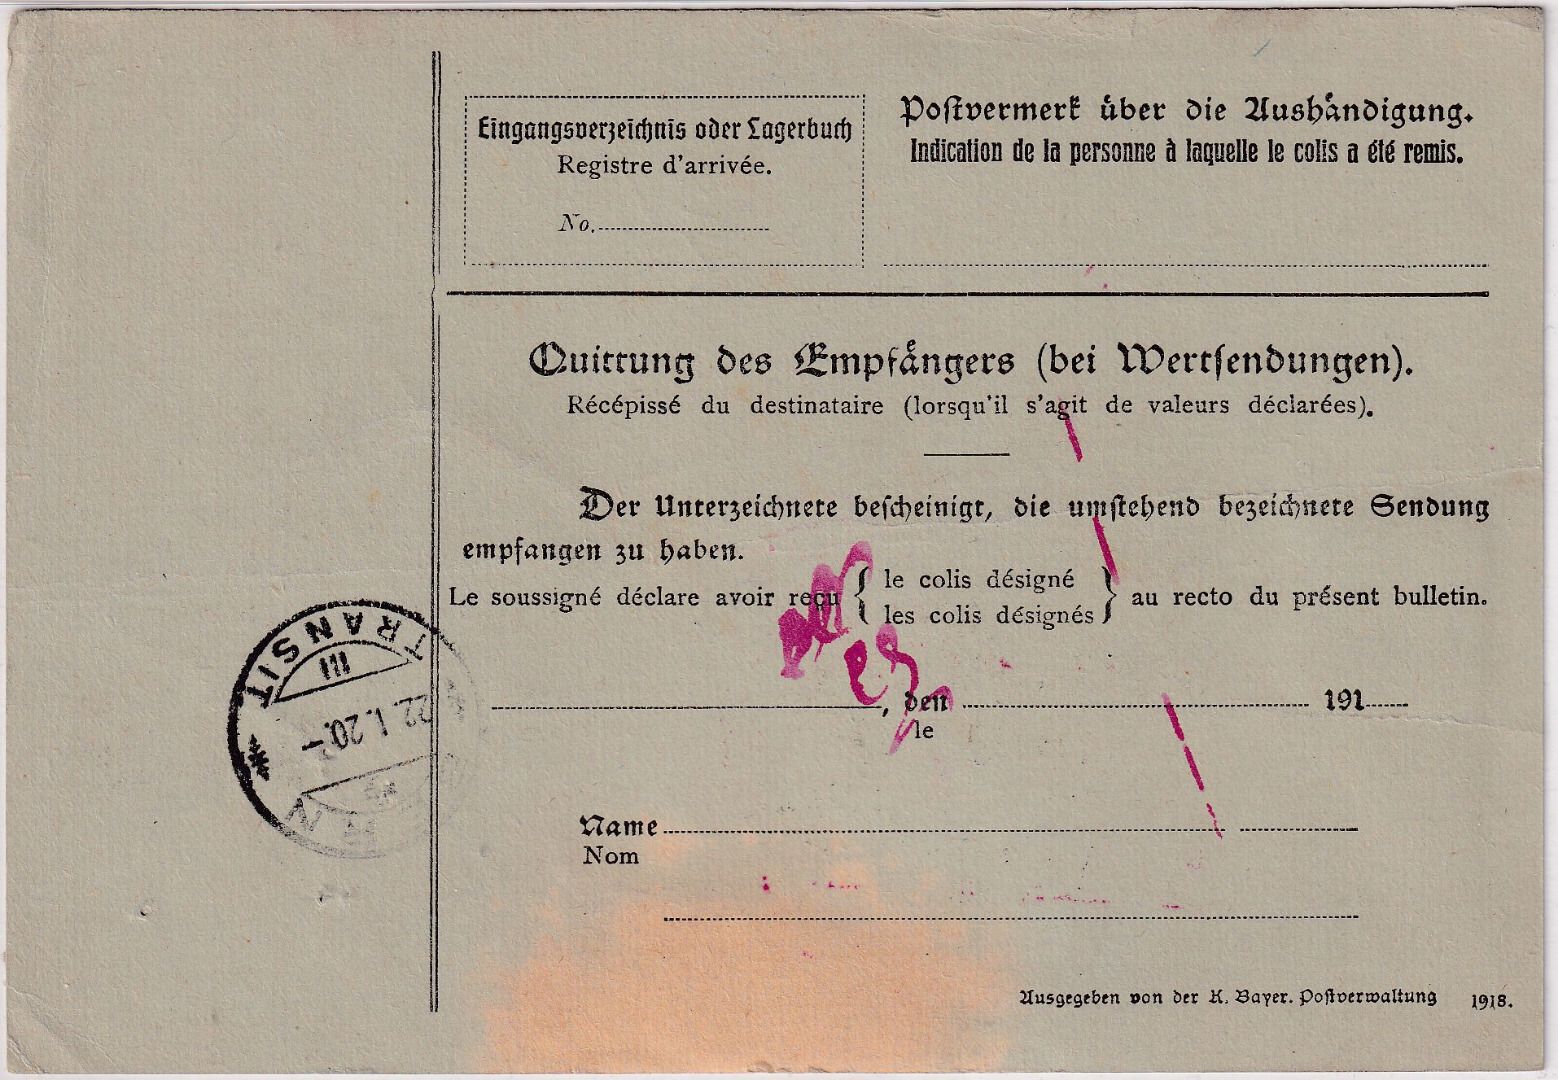 Eingangsverzeichnis oder Lagerbuch
Registre d'arrivée.
No.
Postvermerk über die Aushändigung.
Indication de la personne à laquelle le colis a été remis.
Quittung des Empfängers (bei Wertsendungen).
Récépissé du destinataire (lorsqu'il s'agit de valeurs déclarées).
Der Unterzeichnete bescheinigt, die umstehend bezeichnete Sendung
empfangen zu haben.
Le soussigné déclare avoir reçu { le colis désigné
les colis désignés } au recto du présent bulletin.
, den 191
le
TRANSIT
III
22. 1. 20.-
Name
Nom
Ausgegeben von der K. Bayer. Postverwaltung 1918.